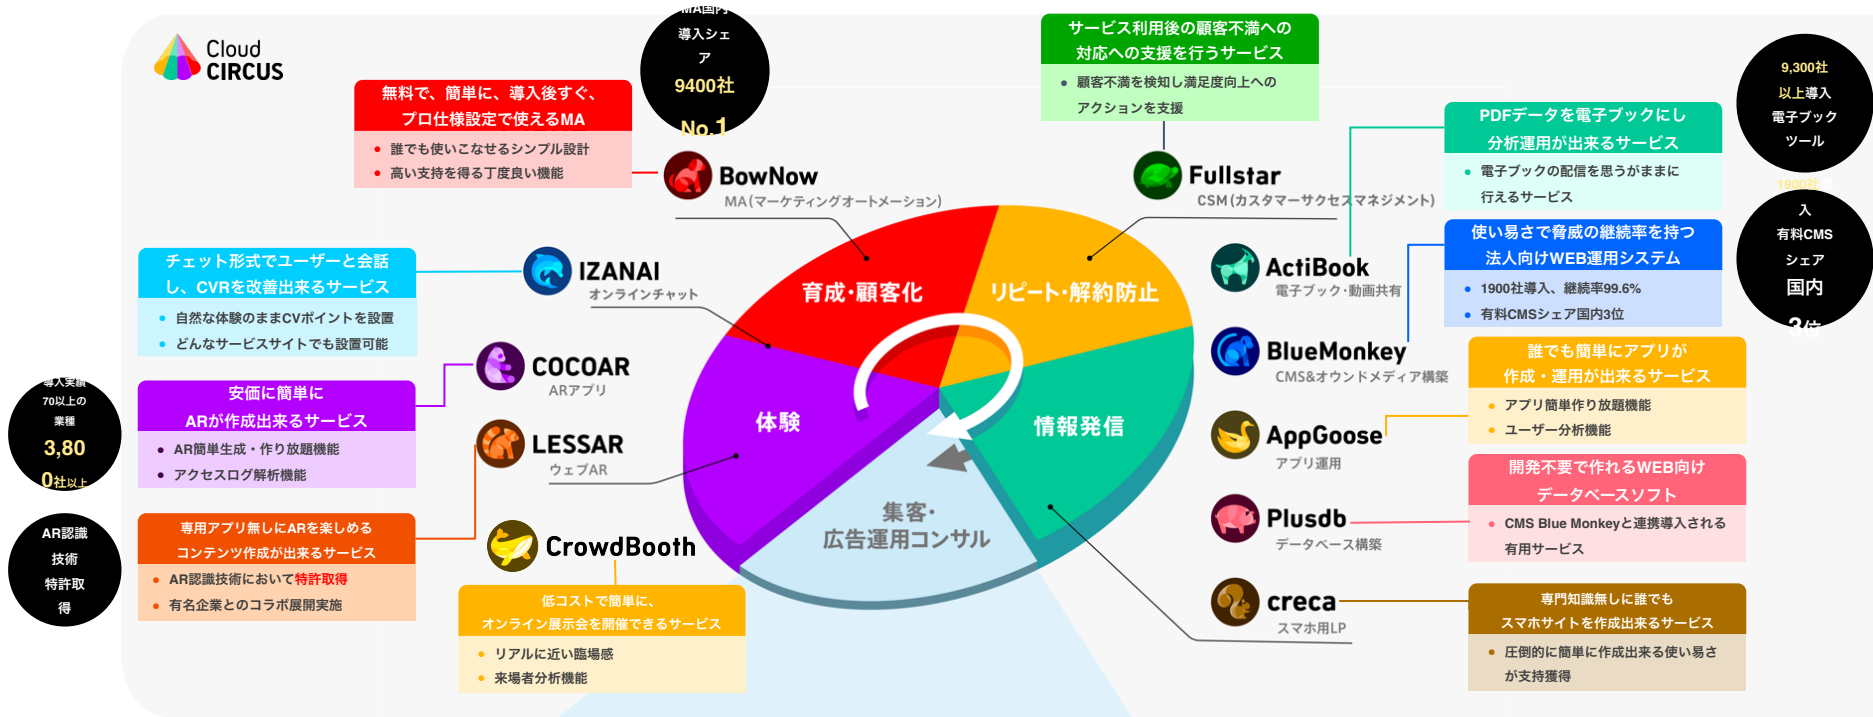 Cloud
CIRCUS
無料で、簡単に、導入後すぐ、
プロ仕様設定で使えるMA
● 誰でも使いこなせるシンプル設計
● 高い支持を得る丁度良い機能
MA国内
導入シェ
ア
9400社
No.1
BowNow
MA(マーケティングオートメーション)
サービス利用後の顧客不満への
対応への支援を行うサービス
● 顧客不満を検知し満足度向上への
アクションを支援
Fullstar
CSM(カスタマーサクセスマネジメント)
PDFデータを電子ブックにし
分析運用が出来るサービス
● 電子ブックの配信を思うがままに
行えるサービス
9,300社
以上導入
電子ブック
ツール
ActiBook
電子ブック・動画共有
使い易さで脅威の継続率を持つ
法人向けWEB運用システム
● 1900社導入、継続率99.6%
● 有料CMSシェア国内3位
1900社
入
有料CMS
シェア
国内
3位
BlueMonkey
CMS&オウンドメディア構築
誰でも簡単にアプリが
作成・運用が出来るサービス
● アプリ簡単作り放題機能
● ユーザー分析機能
AppGoose
アプリ運用
開発不要で作れるWEB向け
データベースソフト
● CMS Blue Monkeyと連携導入される
有用サービス
Plusdb
データベース構築
専門知識無しに誰でも
スマホサイトを作成出来るサービス
● 圧倒的に簡単に作成出来る使い易さ
が支持獲得
creca
スマホ用LP
チェット形式でユーザーと会話
し、CVRを改善出来るサービス
● 自然な体験のままCVポイントを設置
● どんなサービスサイトでも設置可能
IZANAI
オンラインチャット
安価に簡単に
ARが作成出来るサービス
● AR簡単生成・作り放題機能
● アクセスログ解析機能
COCOAR
ARアプリ
導入実績
70以上の
業種
3,80
0社以上
専用アプリ無しにARを楽しめる
コンテンツ作成が出来るサービス
● AR認識技術において特許取得
● 有名企業とのコラボ展開実施
LESSAR
ウェブAR
AR認識
技術
特許取
得
CrowdBooth
低コストで簡単に、
オンライン展示会を開催できるサービス
● リアルに近い臨場感
● 来場者分析機能
育成・顧客化
リピート・解約防止
体験
情報発信
集客・
広告運用コンサル